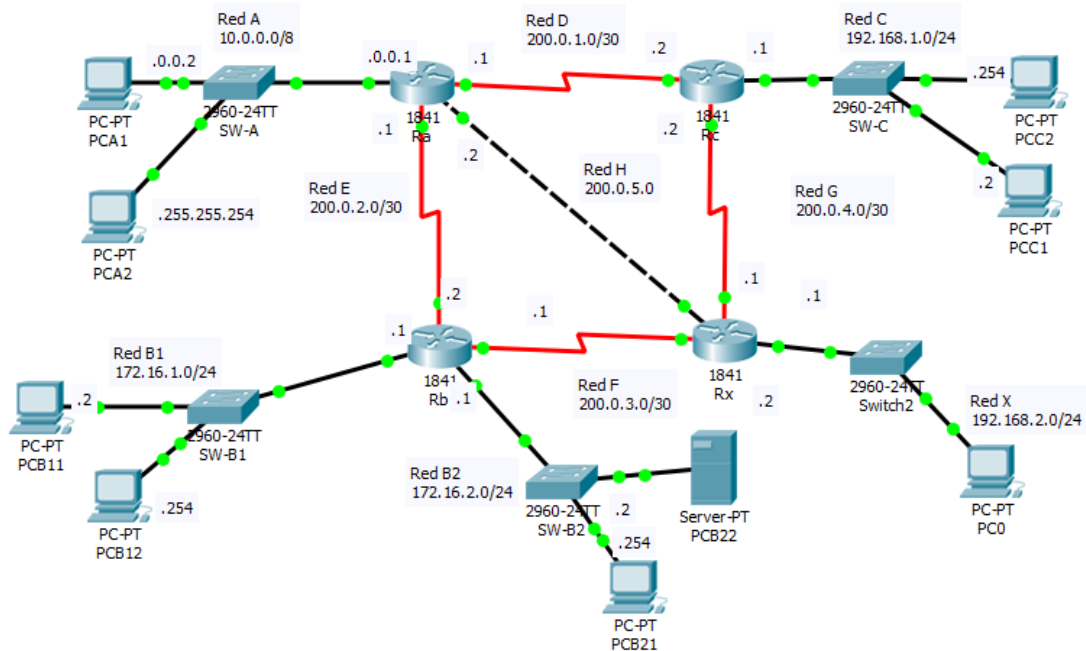 Red A
10.0.0.0/8
Red D
200.0.1.0/30
Red C
192.168.1.0/24
.0.0.2
.0.0.1
.1
.2
.1
.254
2960-24TT
SW-A
1841
Ra
1841
Rc
2960-24TT
SW-C
PC-PT
PCA1
PC-PT
PCC2
.1
.2
.2
Red E
200.0.2.0/30
Red H
200.0.5.0
Red G
200.0.4.0/30
.2
.255.255.254
PC-PT
PCA2
PC-PT
PCC1
.2
.1
.1
.1
.1
Red B1
172.16.1.0/24
1841
Rb
.1
Red F
200.0.3.0/30
1841
Rx
.2
2960-24TT
Switch2
Red X
192.168.2.0/24
.2
2960-24TT
SW-B1
PC-PT
PCB11
.254
PC-PT
PCB12
Red B2
172.16.2.0/24
2960-24TT
SW-B2
.2
Server-PT
PCB22
.254
PC-PT
PC0
PC-PT
PCB21